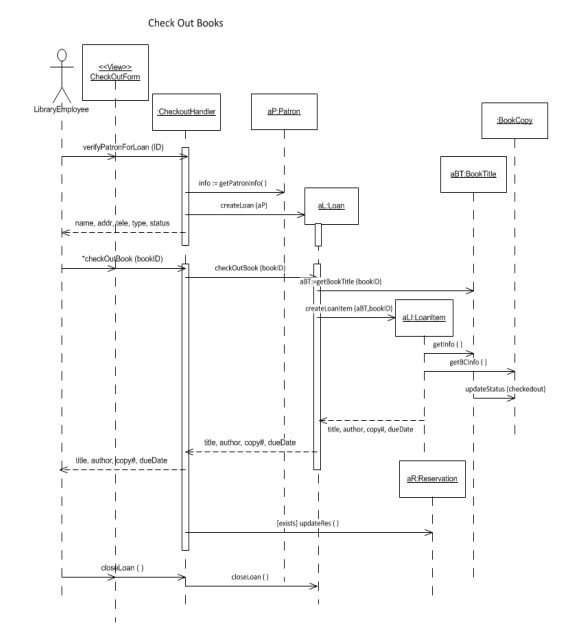 Check Out Books
<<View>>
CheckOutForm
LibraryEmployee
:CheckoutHandler
aP:Patron
:BookCopy
verifyPatronForLoan (ID)
aBT:BookTitle
info := getPatronInfo( )
createLoan (aP)
aL:Loan
name, addr, tele, type, status
*checkOutBook (bookID)
checkOutBook (bookID)
aBT:=getBookTitle (bookID)
createLoanItem (aBT,bookID)
aLI:LoanItem
getInfo ( )
getBCInfo ( )
updateStatus (checkedout)
title, author, copy#, dueDate
title, author, copy#, dueDate
title, author, copy#, dueDate
aR:Reservation
[exists] updateRes ( )
closeLoan ( )
closeLoan ( )